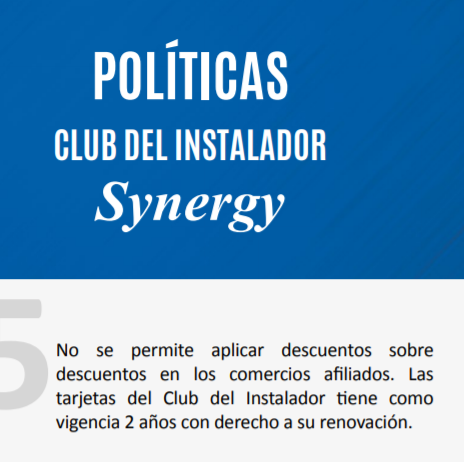 POLÍTICAS
CLUB DEL INSTALADOR
Synergy
5
No se permite aplicar descuentos sobre
descuentos en los comercios afiliados. Las
tarjetas del Club del Instalador tiene como
vigencia 2 años con derecho a su renovación.